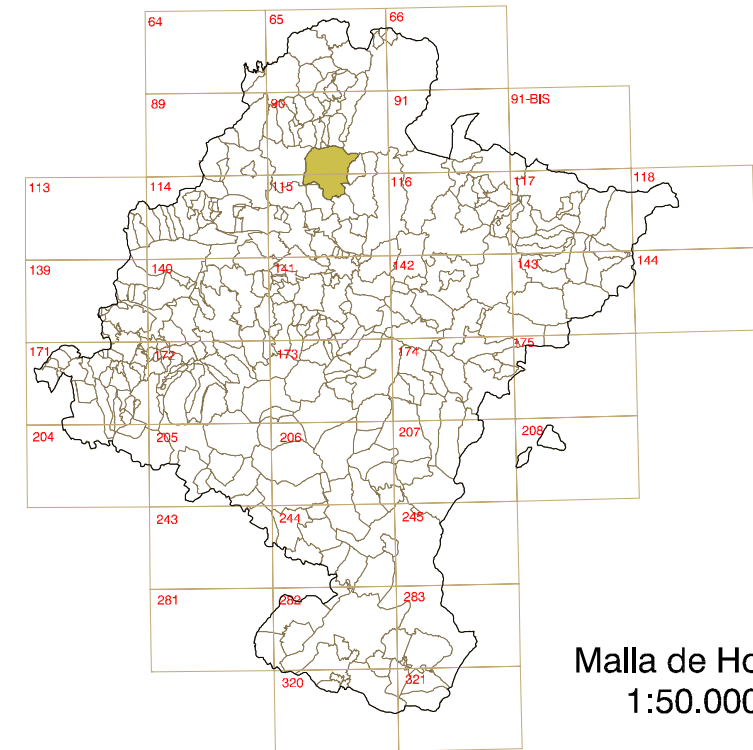 64 65 66
89 90 91 91-BIS
113 114 115 116 117 118
139 140 141 142 143 144
171 172 173 174 175
204 205 206 207 208
243 244 245
281 282 283
320 321
Malla de Ho
1:50.000